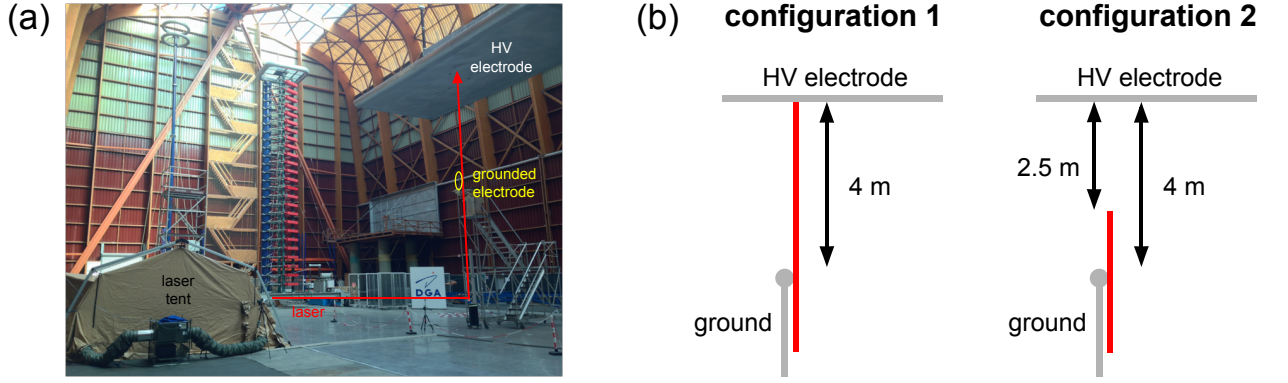 (a)
HV
electrode
grounded
electrode
laser
tent
DGA
laser
(b)
configuration 1
HV electrode
4 m
ground
configuration 2
HV electrode
2.5 m
4 m
ground